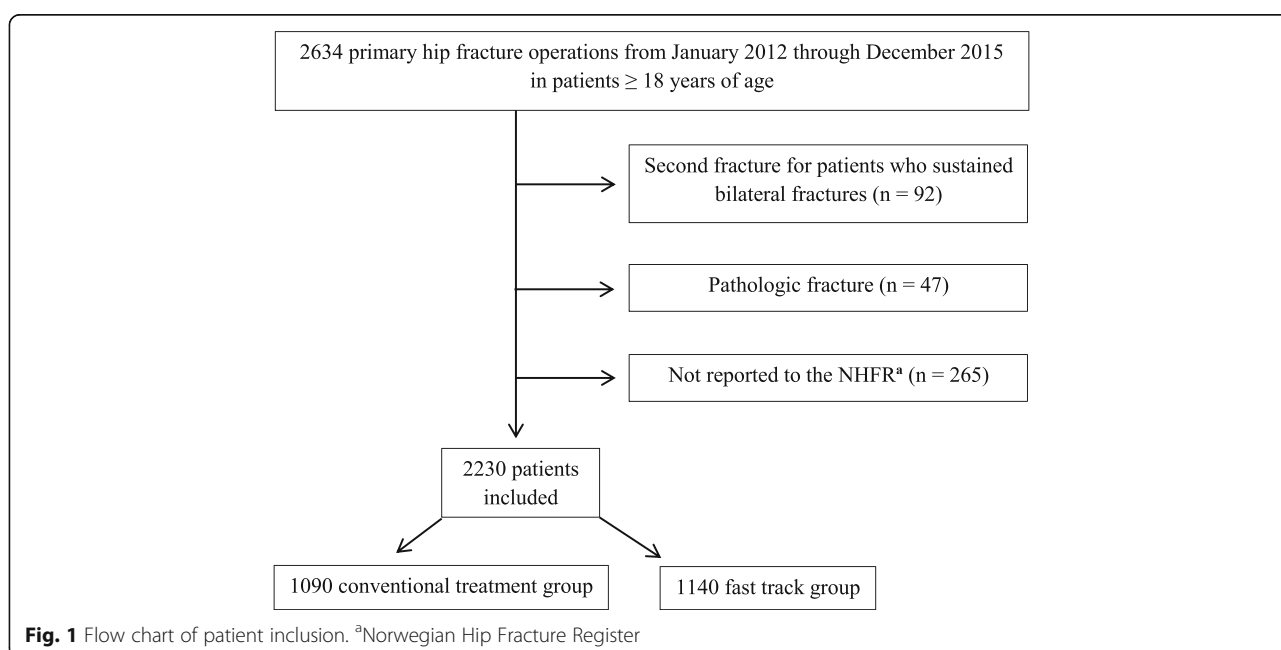 2634 primary hip fracture operations from January 2012 through December 2015
in patients ≥ 18 years of age
Second fracture for patients who sustained
bilateral fractures (n = 92)
Pathologic fracture (n = 47)
Not reported to the NHFRᵃ (n = 265)
2230 patients
included
1090 conventional treatment group
1140 fast track group
Fig. 1 Flow chart of patient inclusion. ᵃNorwegian Hip Fracture Register